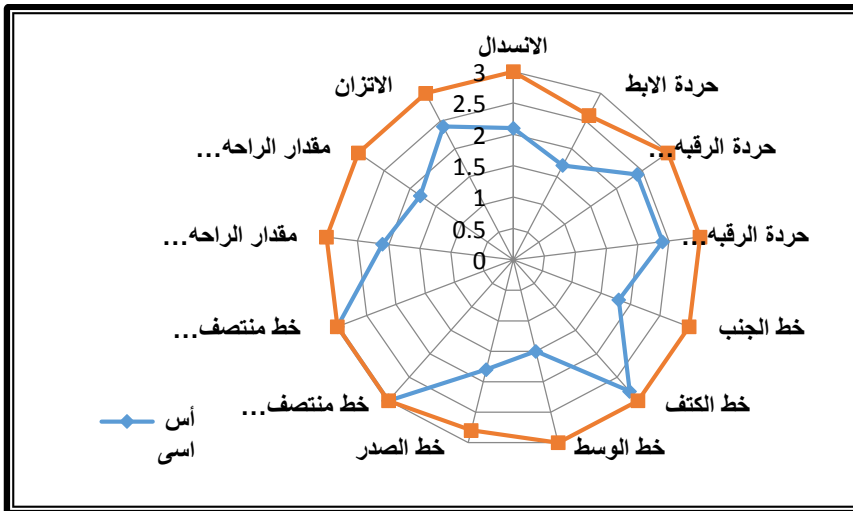 الانسدال
حردة الابط
حردة الرقبه...
حردة الرقبه...
خط الجنب
خط الكتف
خط الوسط
خط الصدر
خط منتصف...
خط منتصف...
مقدار الراحه...
مقدار الراحه...
الاتزان
3
2.5
2
1.5
1
0.5
0
أس
اسى